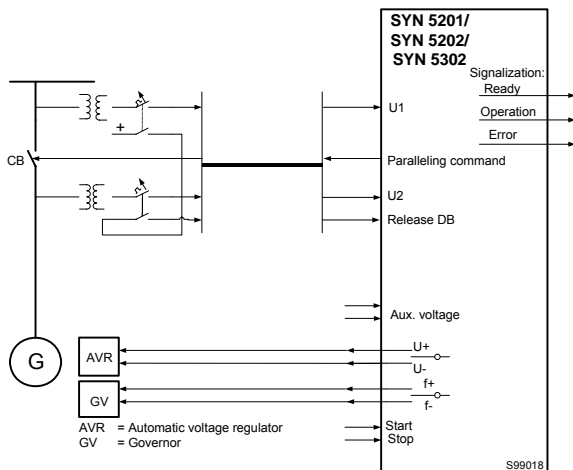 SYN 5201/
SYN 5202/
SYN 5302
Signalization:
Ready
Operation
Error
U1
+
CB
Paralleling command
U2
Release DB
Aux. voltage
G
AVR
U+
U-
GV
f+
f-
AVR = Automatic voltage regulator
GV = Governor
Start
Stop
S99018